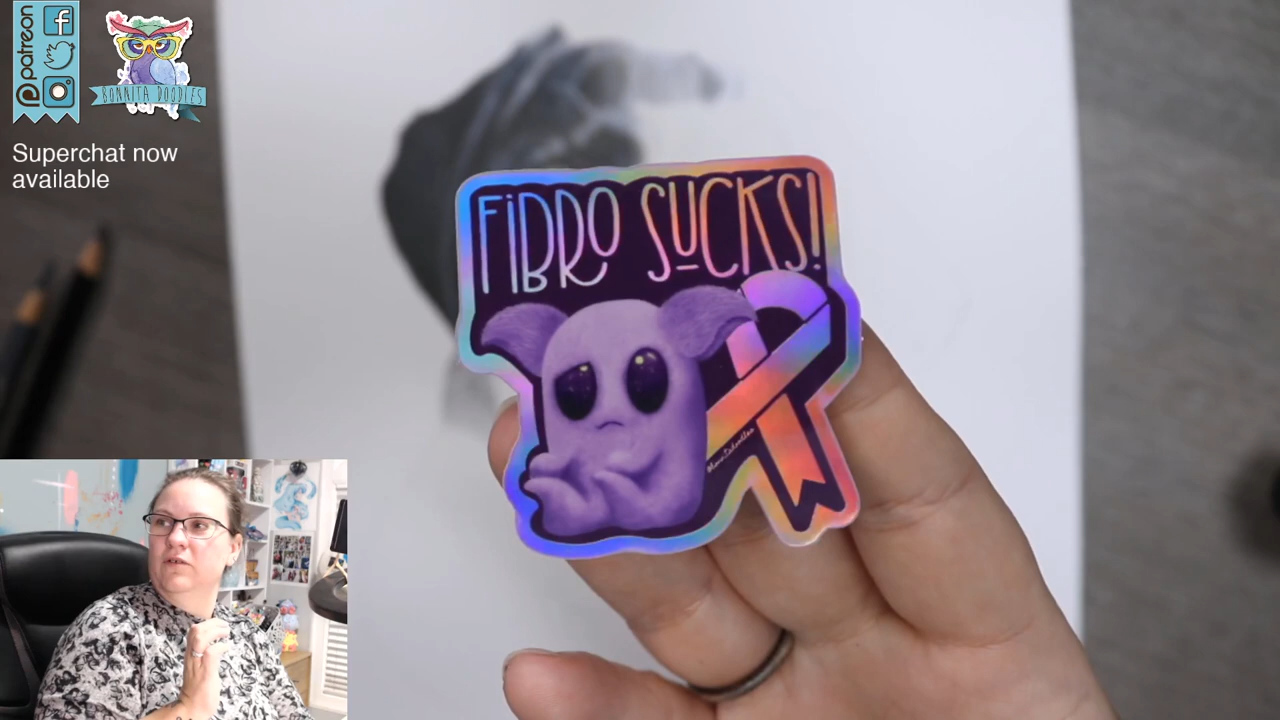 patreon
BONNITA DOODLES
Superchat now
available
FiBRO SUCKS!